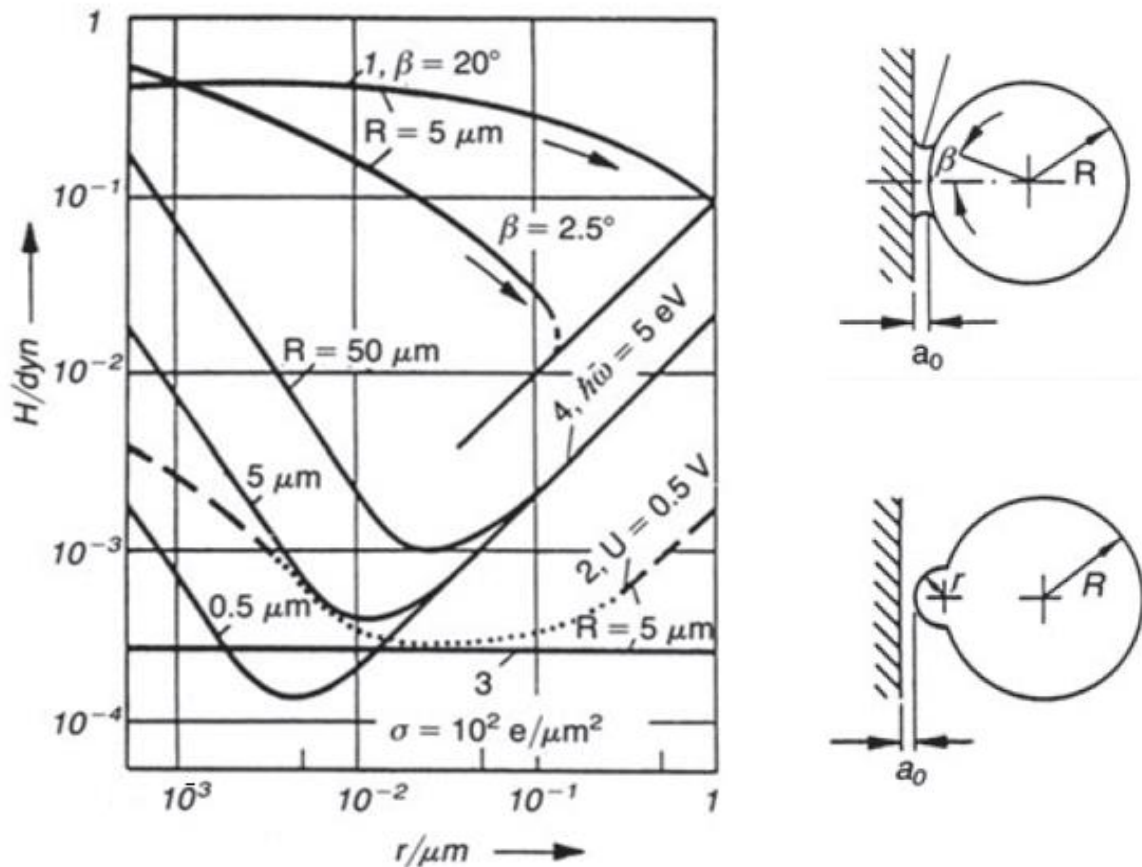 1
1, β = 20°
R = 5 μm
10⁻¹
β = 2.5°
H/dyn
R = 50 μm
10⁻²
4, ℏω̄ = 5 eV
5 μm
10⁻³
2, U = 0.5 V
0.5 μm
R = 5 μm
3
10⁻⁴
σ = 10² e/μm²
10⁻³ 10⁻² 10⁻¹ 1
r/μm
β
R
a₀
r
R
a₀